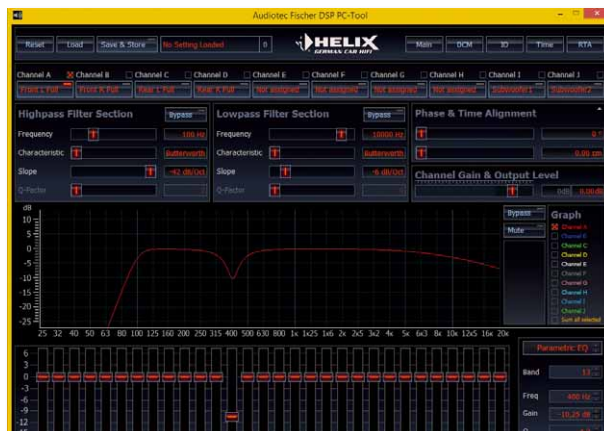 Audiotec Fischer DSP PC-Tool
Reset Load Save & Store No Setting Loaded 0 HELIX GERMAN CAR HIFI Main DCM IO Time RTA
Channel A Channel B Channel C Channel D Channel E Channel F Channel G Channel H Channel I Channel J
Front L Full Front R Full Rear L Full Rear R Full Not assigned Not assigned Not assigned Not assigned Subwoofer1 Subwoofer2
Highpass Filter Section Bypass Lowpass Filter Section Bypass Phase & Time Alignment
Frequency 100 Hz Frequency 10000 Hz 0 °
Characteristic Butterworth Characteristic Butterworth 0,00 cm
Slope -42 dB/Oct Slope -6 dB/Oct Channel Gain & Output Level
Q-Factor Q-Factor 0dB 0,00dB
dB Bypass Graph
10 Mute Channel A
5 Channel B
0 Channel C
-5 Channel D
-10 Channel E
-15 Channel F
-20 Channel G
-25 Channel H
Channel I
Channel J
Sum all selected
25 32 40 50 63 80 100 125 160 200 250 315 400 500 630 800 1k 1k25 1k6 2k 2k5 3k2 4k 5k 6k3 8k 10k 12k5 16k 20k
6 Parametric EQ
3
0 Band 13
-3
-6 Freq 400 Hz
-9 Gain -10,25 dB
-12 Q